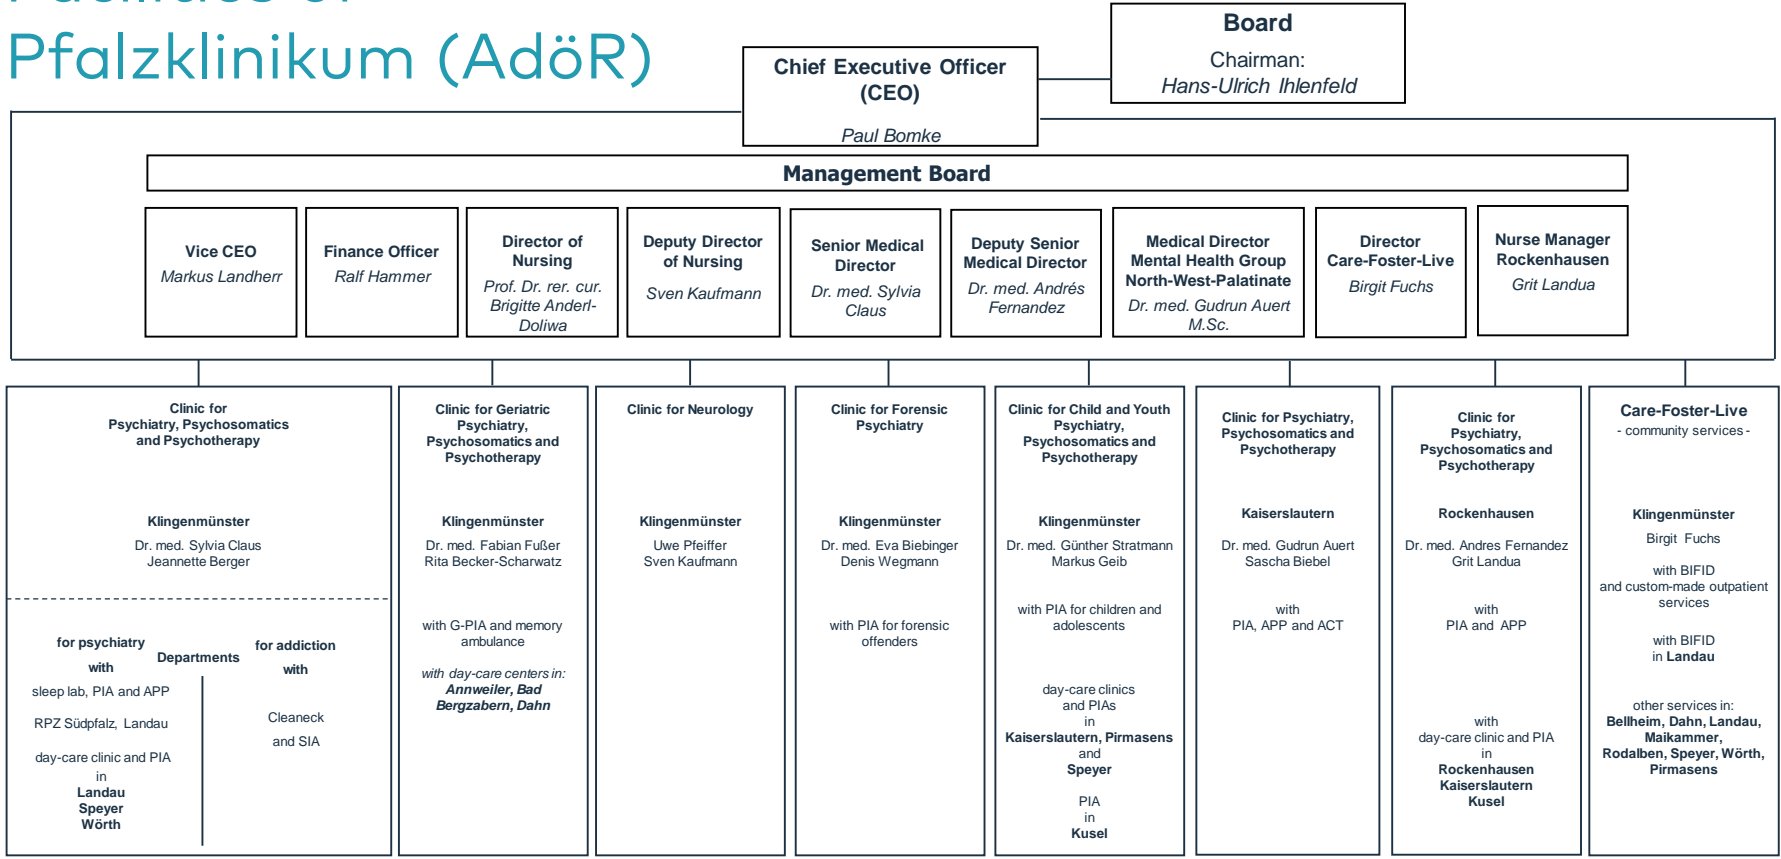 Facilities of
Pfalzklinikum (AdöR)
Board
Chairman:
Hans-Ulrich Ihlenfeld
Chief Executive Officer
(CEO)
Paul Bomke
Management Board
Vice CEO
Markus Landherr
Finance Officer
Ralf Hammer
Director of
Nursing
Prof. Dr. rer. cur.
Brigitte Anderl-
Doliwa
Deputy Director
of Nursing
Sven Kaufmann
Senior Medical
Director
Dr. med. Sylvia
Claus
Deputy Senior
Medical Director
Dr. med. Andrés
Fernandez
Medical Director
Mental Health Group
North-West-Palatinate
Dr. med. Gudrun Auert
M.Sc.
Director
Care-Foster-Live
Birgit Fuchs
Nurse Manager
Rockenhausen
Grit Landua
Clinic for
Psychiatry, Psychosomatics
and Psychotherapy
Klingenmünster
Dr. med. Sylvia Claus
Jeannette Berger
Departments
for psychiatry
with
sleep lab, PIA and APP
RPZ Südpfalz, Landau
day-care clinic and PIA
in
Landau
Speyer
Wörth
for addiction
with
Cleaneck
and SIA
Clinic for Geriatric
Psychiatry,
Psychosomatics and
Psychotherapy
Klingenmünster
Dr. med. Fabian Fußer
Rita Becker-Scharwatz
with G-PIA and memory
ambulance
with day-care centers in:
Annweiler, Bad
Bergzabern, Dahn
Clinic for Neurology
Klingenmünster
Uwe Pfeiffer
Sven Kaufmann
Clinic for Forensic
Psychiatry
Klingenmünster
Dr. med. Eva Biebinger
Denis Wegmann
with PIA for forensic
offenders
Clinic for Child and Youth
Psychiatry,
Psychosomatics and
Psychotherapy
Klingenmünster
Dr. med. Günther Stratmann
Markus Geib
with PIA for children and
adolescents
day-care clinics
and PIAs
in
Kaiserslautern, Pirmasens
and
Speyer
PIA
in
Kusel
Clinic for Psychiatry,
Psychosomatics and
Psychotherapy
Kaiserslautern
Dr. med. Gudrun Auert
Sascha Biebel
with
PIA, APP and ACT
Clinic for
Psychiatry,
Psychosomatics and
Psychotherapy
Rockenhausen
Dr. med. Andres Fernandez
Grit Landua
with
PIA and APP
with
day-care clinic and PIA
in
Rockenhausen
Kaiserslautern
Kusel
Care-Foster-Live
- community services -
Klingenmünster
Birgit Fuchs
with BIFID
and custom-made outpatient
services
with BIFID
in Landau
other services in:
Bellheim, Dahn, Landau,
Maikammer,
Rodalben, Speyer, Wörth,
Pirmasens